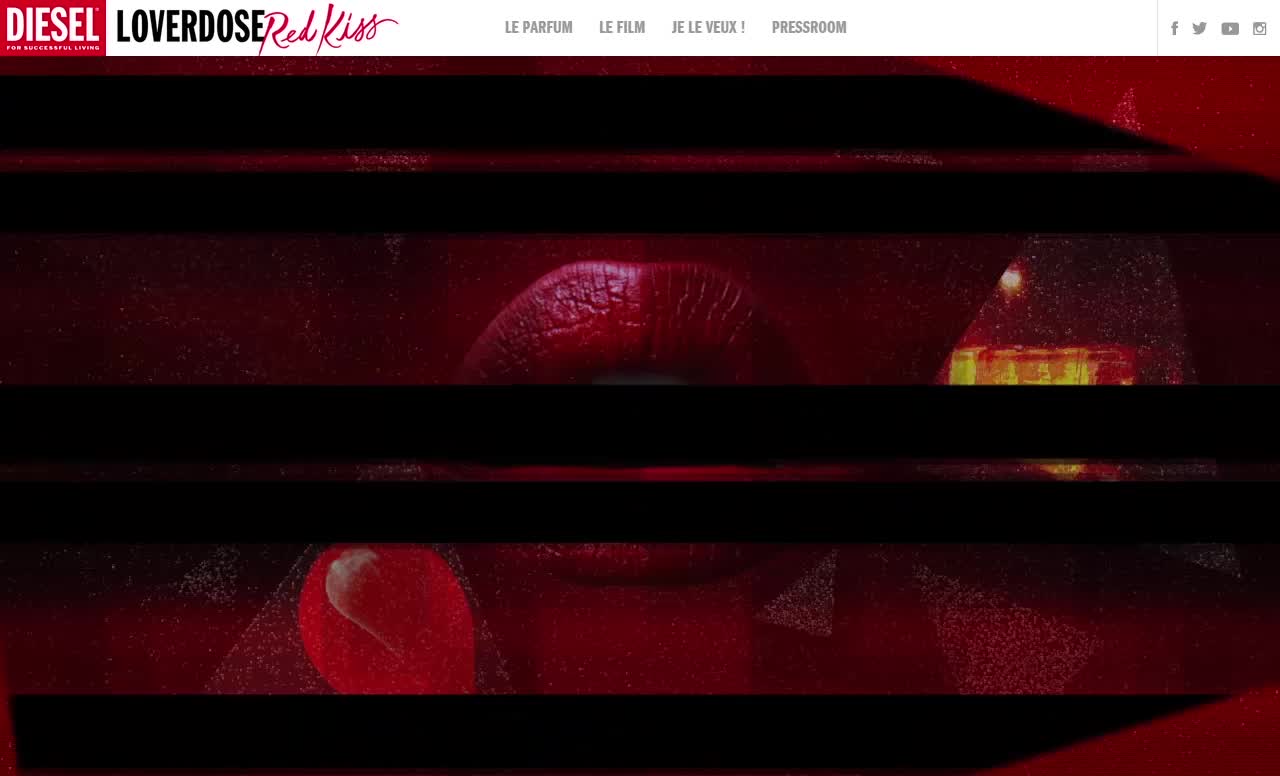 DIESEL®
FOR SUCCESSFUL LIVING
LOVERDOSE Red Kiss
LE PARFUM LE FILM JE LE VEUX ! PRESSROOM